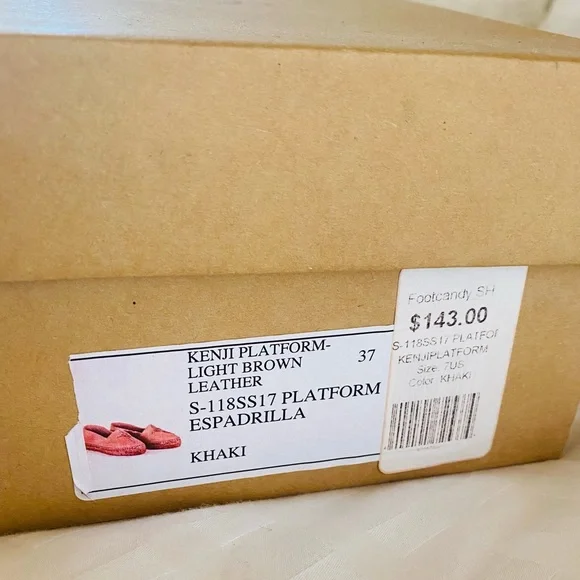 KENJI PLATFORM-
LIGHT BROWN
LEATHER
37
S-118SS17 PLATFORM
ESPADRILLA
KHAKI
Footcandy SH
$143.00
S-118SS17 PLATFOI
KENJIPLATFORM
Size: 7US
Color: KHAKI